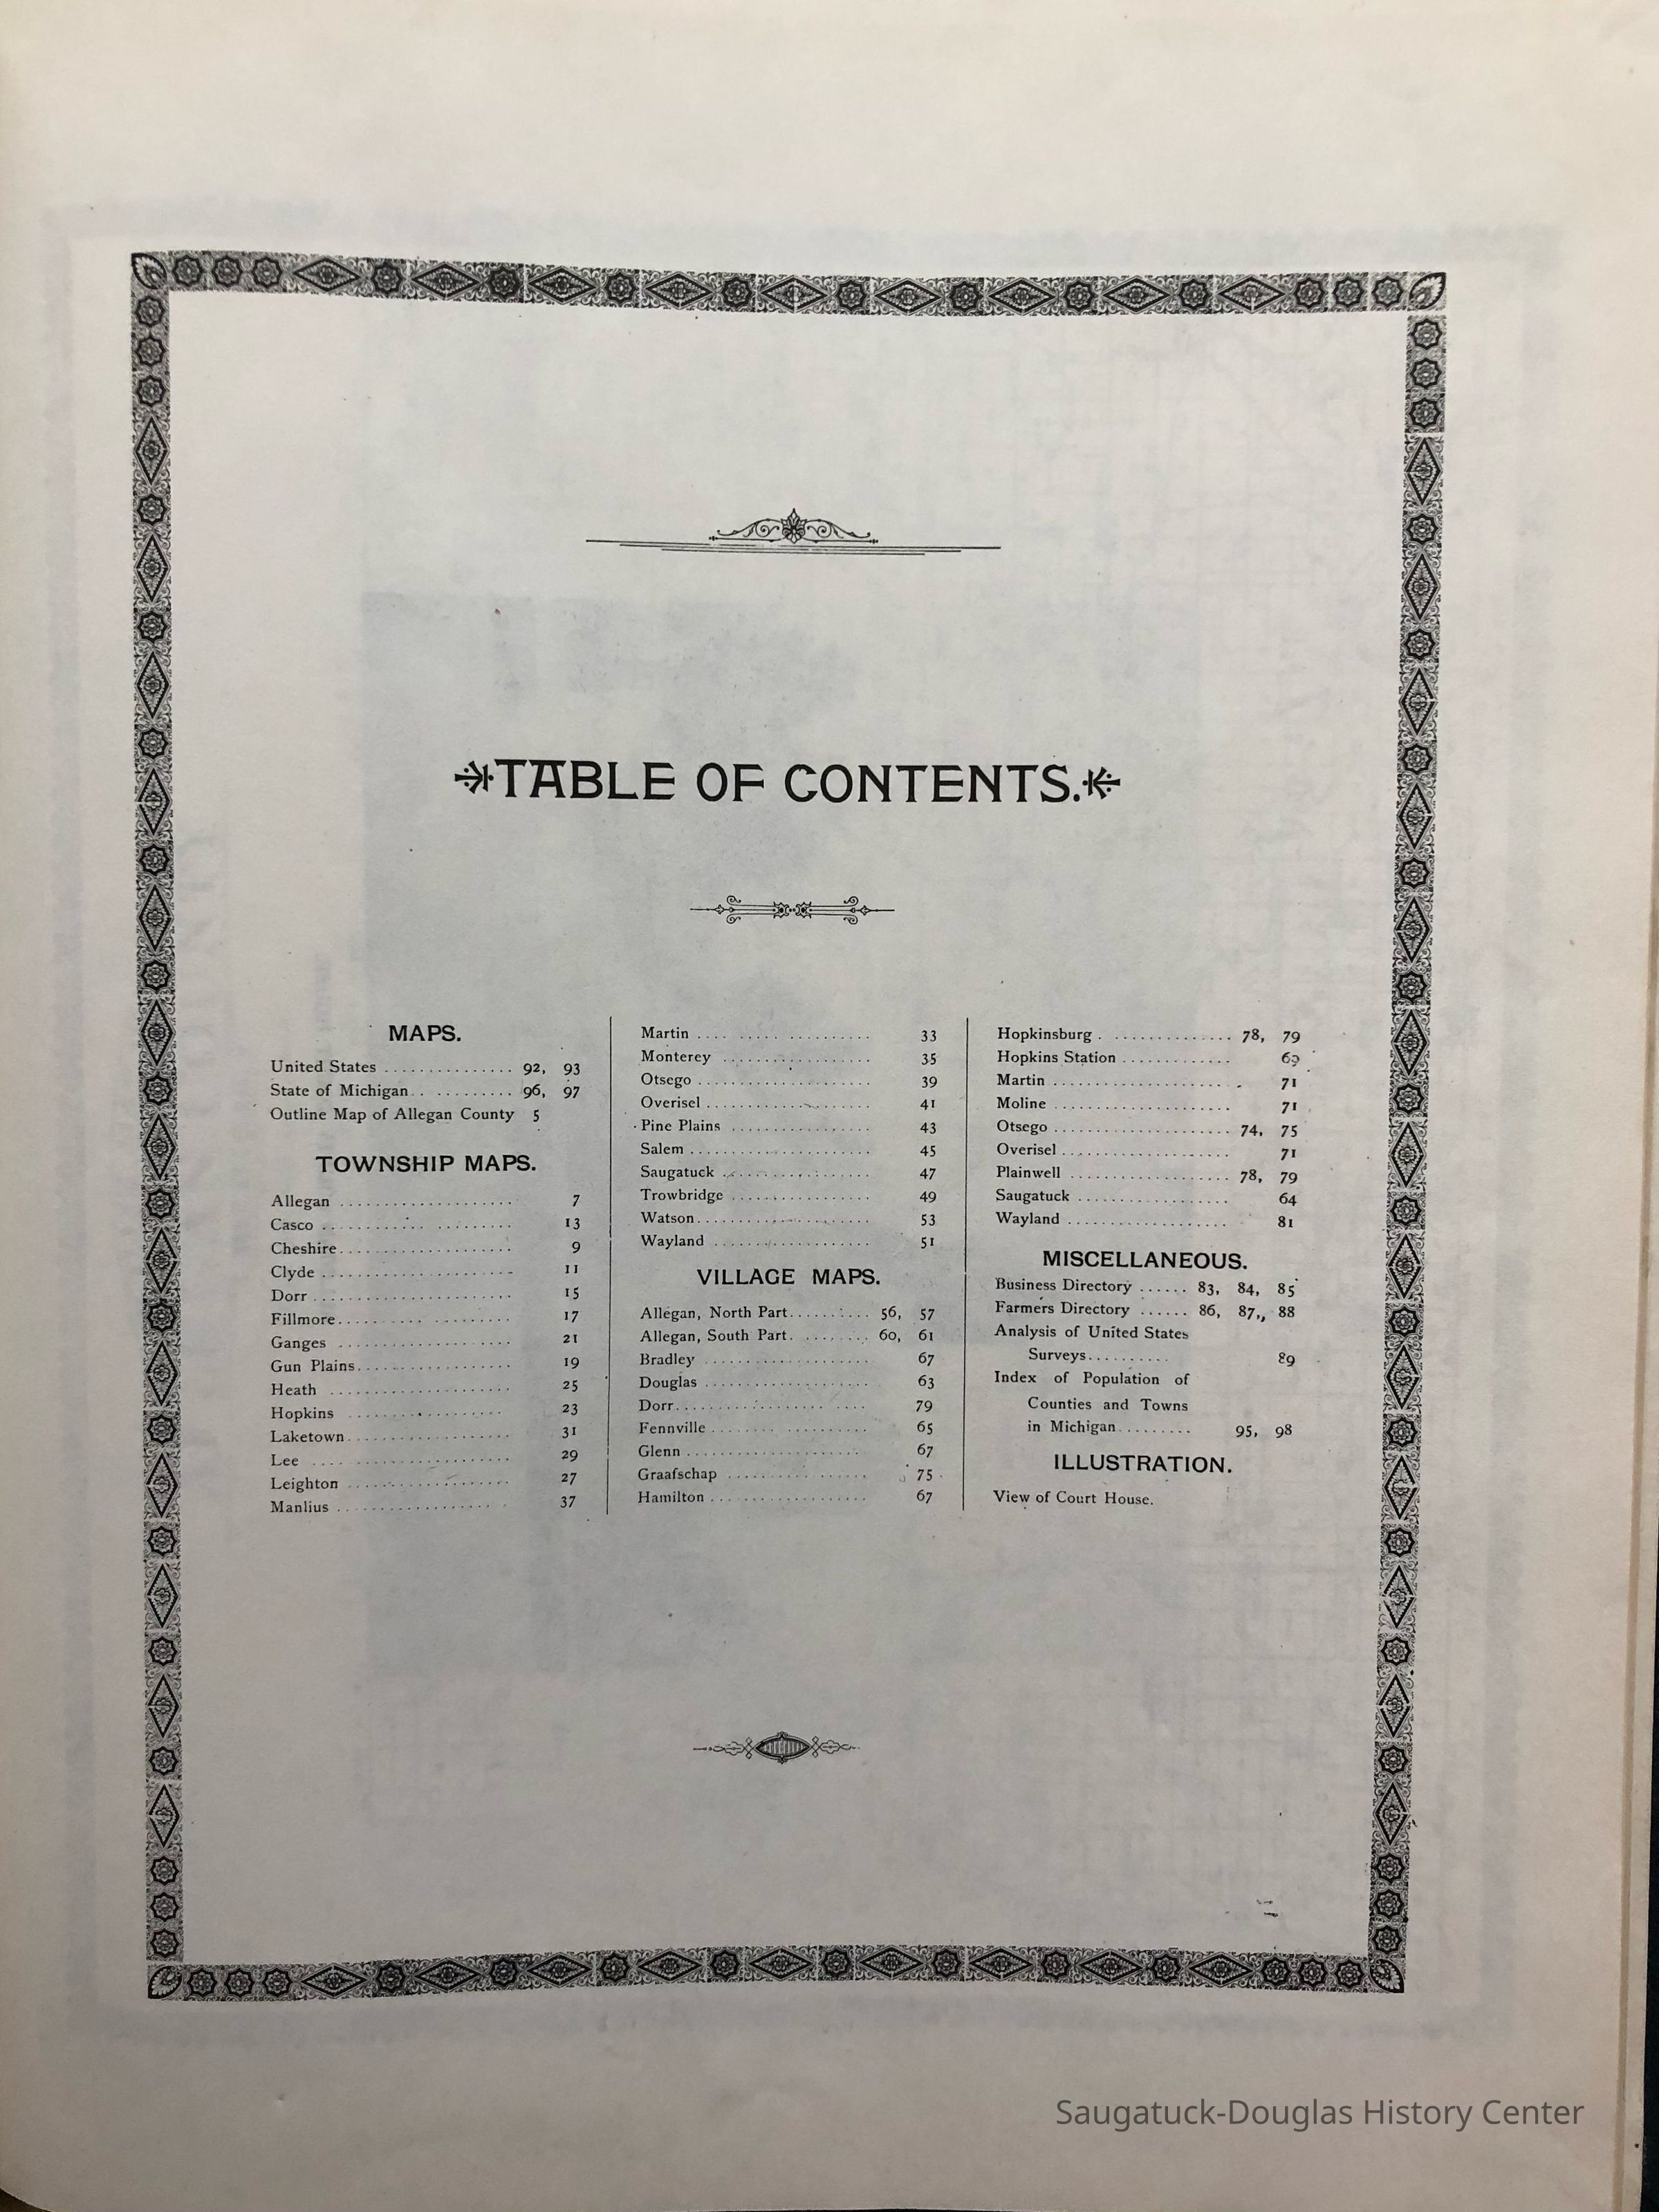 TABLE OF CONTENTS.
MAPS.
United States ............... 92, 93
State of Michigan.. .......... 96, 97
Outline Map of Allegan County 5
TOWNSHIP MAPS.
Allegan ...................... 7
Casco ...................... 13
Cheshire...................... 9
Clyde ...................... 11
Dorr ...................... 15
Fillmore...................... 17
Ganges ...................... 21
Gun Plains.................... 19
Heath ...................... 25
Hopkins .................... 23
Laketown..................... 31
Lee ...................... 29
Leighton ..................... 27
Manlius ..................... 37
Martin .... ................. 33
Monterey ................... 35
Otsego ...................... 39
Overisel ..................... 41
Pine Plains .................. 43
Salem ....................... 45
Saugatuck ................... 47
Trowbridge .................. 49
Watson...................... 53
Wayland .................... 51
VILLAGE MAPS.
Allegan, North Part.......... 56, 57
Allegan, South Part. ........ 60, 61
Bradley ..................... 67
Douglas ..................... 63
Dorr........................ 79
Fennville .................... 65
Glenn ...................... 67
Graafschap .................. 75
Hamilton .................... 67
Hopkinsburg . ............... 78, 79
Hopkins Station ..............
Martin ...................... 71
Moline ...................... 71
Otsego ...................... 74, 75
Overisel ..................... 71
Plainwell .................... 78, 79
Saugatuck ................... 64
Wayland .................... 81
MISCELLANEOUS.
Business Directory ...... 83, 84, 85
Farmers Directory ...... 86, 87,, 88
Analysis of United States
Surveys.......... 89
Index of Population of
Counties and Towns
in Michigan......... 95, 98
ILLUSTRATION.
View of Court House.
Saugatuck-Douglas History Center